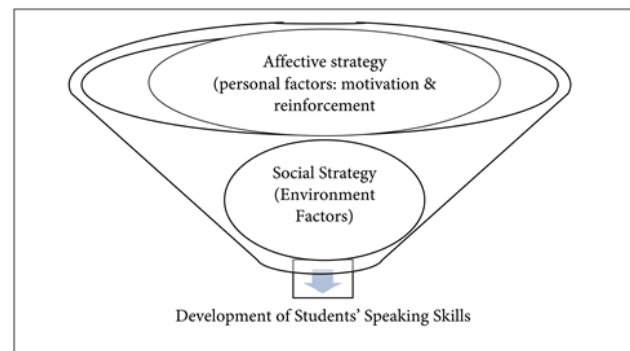 Affective strategy
(personal factors: motivation &
reinforcement
Social Strategy
(Environment
Factors)
Development of Students’ Speaking Skills